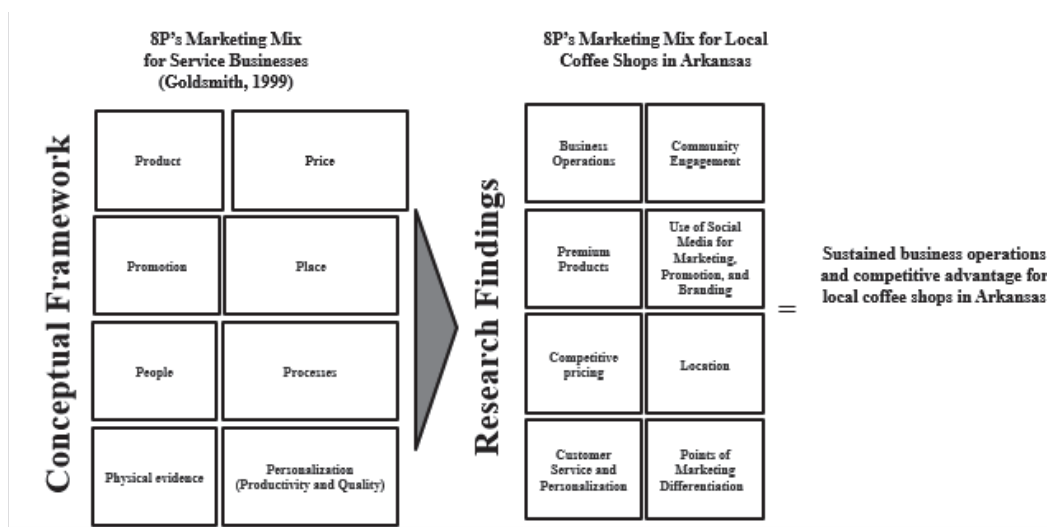 8P's Marketing Mix
for Service Businesses
(Goldsmith, 1999)
Conceptual Framework
Product
Price
Promotion
Place
People
Processes
Physical evidence
Personalization
(Productivity and Quality)
8P's Marketing Mix for Local
Coffee Shops in Arkansas
Research Findings
Business
Operations
Community
Engagement
Premium
Products
Use of Social
Media for
Marketing,
Promotion, and
Branding
Competitive
pricing
Location
Customer
Service and
Personalization
Points of
Marketing
Differentiation
=
Sustained business operations
and competitive advantage for
local coffee shops in Arkansas